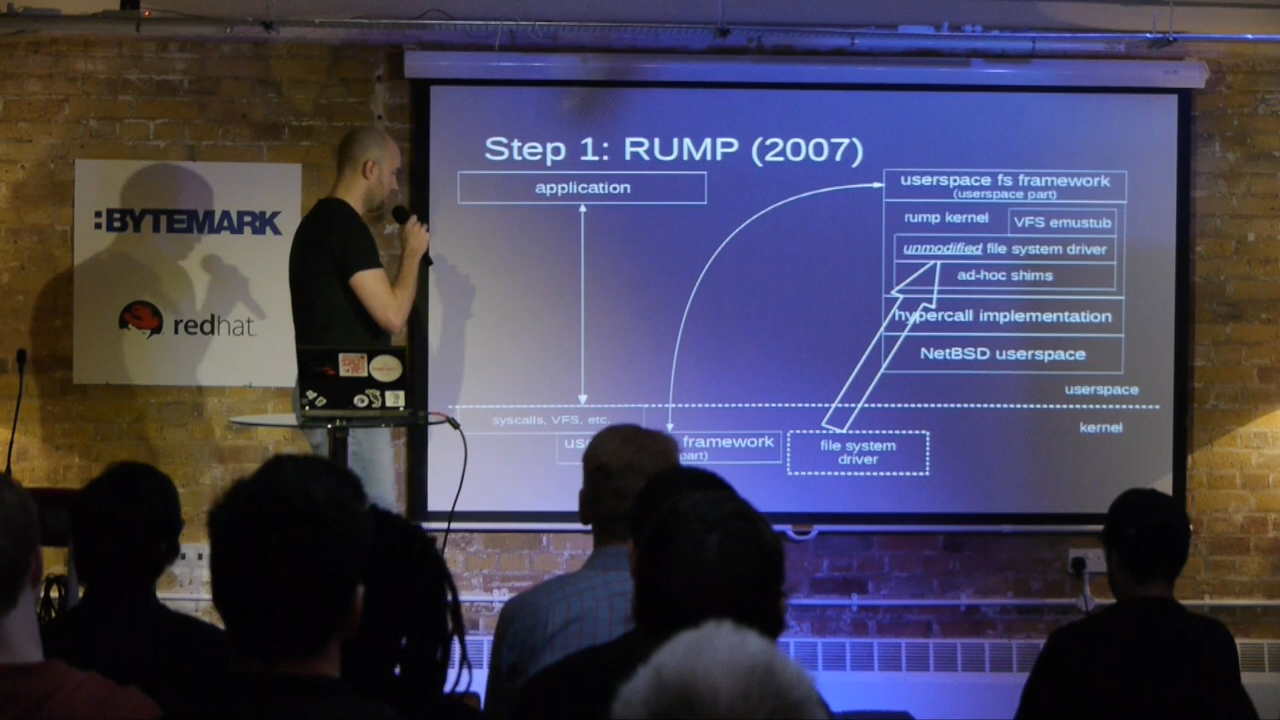 :BYTEMARK
redhat.
Step 1: RUMP (2007)
application
userspace fs framework
(userspace part)
rump kernel
VFS emustub
unmodified file system driver
ad-hoc shims
hypercall implementation
NetBSD userspace
userspace
syscalls, VFS, etc.
kernel
framework
part)
file system
driver